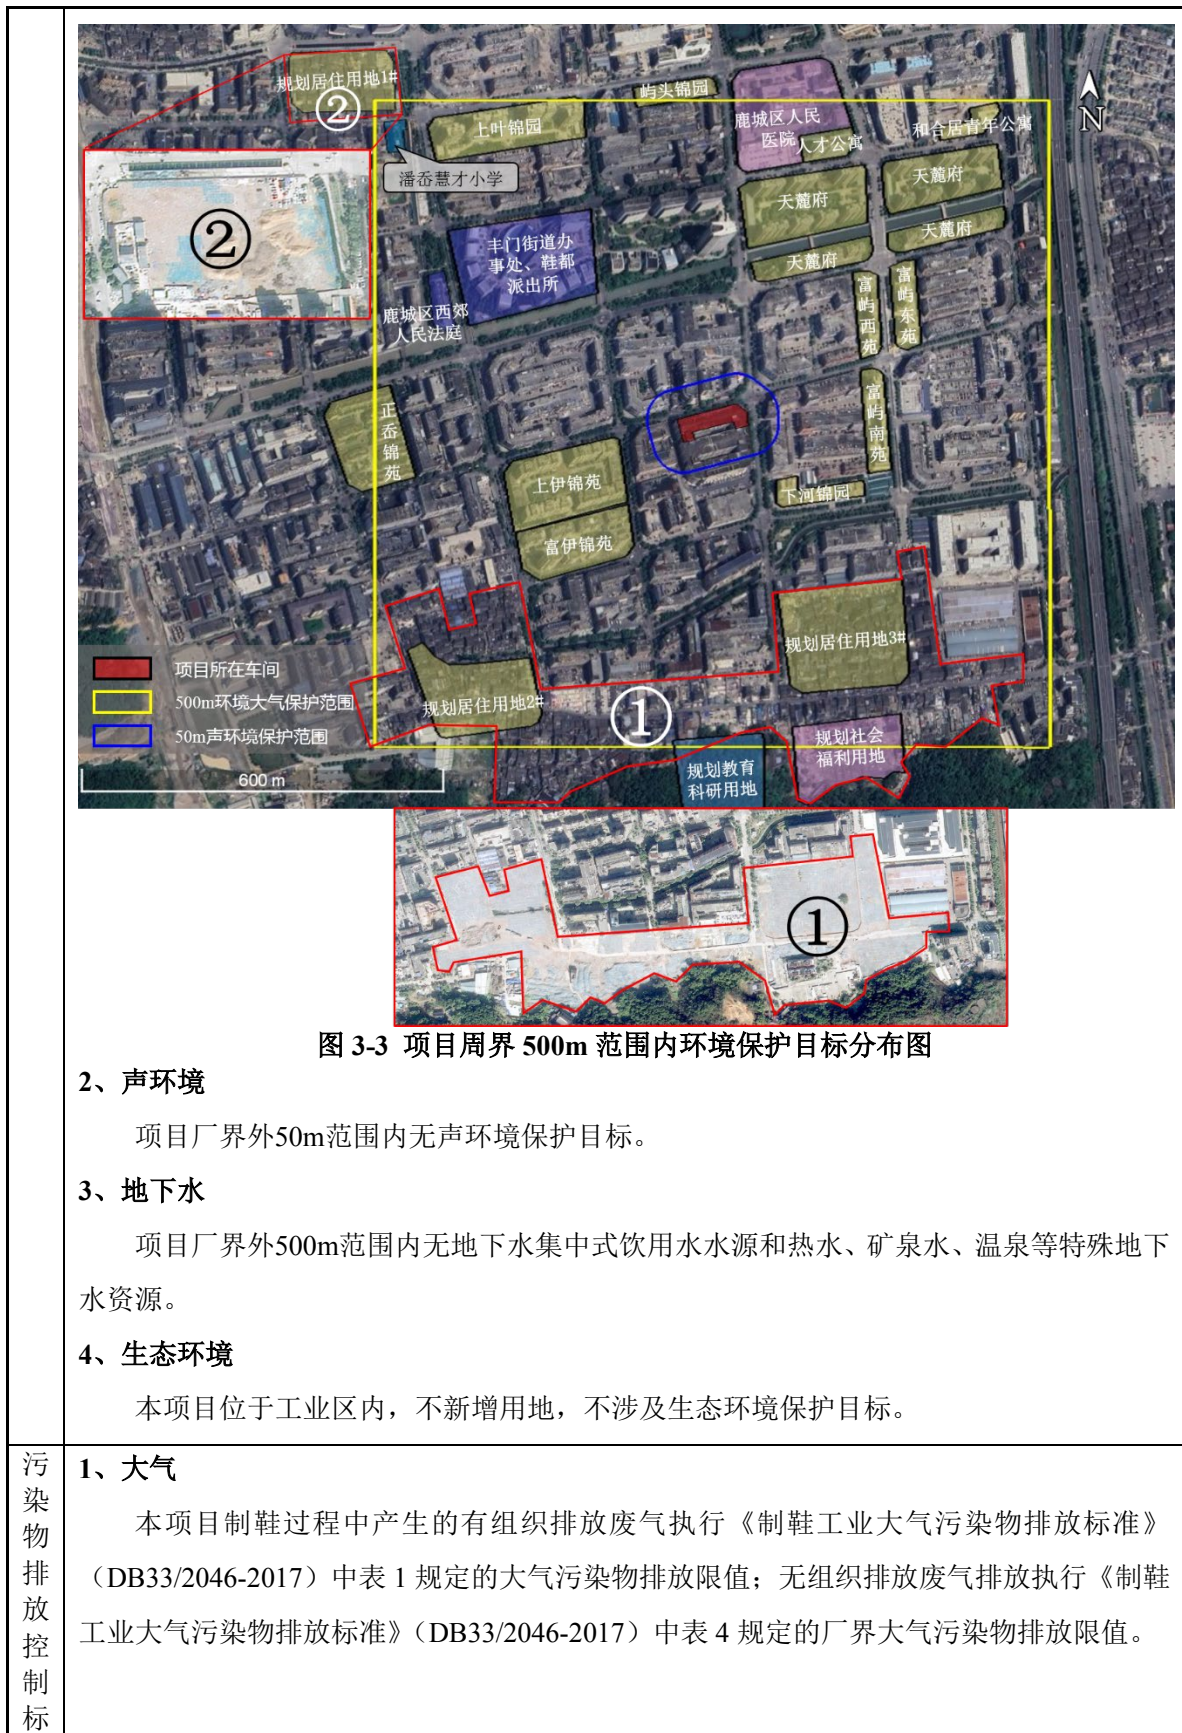 规划居住用地1#
②
屿头锦园
上叶锦园
鹿城区人民
医院
人才公寓
和合居青年公寓
N
潘岙慧才小学
②
天麓府
天麓府
天麓府
天麓府
丰门街道办
事处、鞋都
派出所
鹿城区西郊
人民法庭
富屿西苑
富屿东苑
正岙锦苑
富屿南苑
上伊锦苑
下河锦园
富伊锦苑
规划居住用地3#
项目所在车间
500m环境大气保护范围
50m声环境保护范围
600 m
规划居住用地2#
①
规划社会
福利用地
规划教育
科研用地
①
图 3-3 项目周界 500m 范围内环境保护目标分布图
2、声环境
项目厂界外50m范围内无声环境保护目标。
3、地下水
项目厂界外500m范围内无地下水集中式饮用水水源和热水、矿泉水、温泉等特殊地下
水资源。
4、生态环境
本项目位于工业区内，不新增用地，不涉及生态环境保护目标。
污
染
物
排
放
控
制
标
1、大气
本项目制鞋过程中产生的有组织排放废气执行《制鞋工业大气污染物排放标准》
（DB33/2046-2017）中表 1 规定的大气污染物排放限值；无组织排放废气排放执行《制鞋
工业大气污染物排放标准》（DB33/2046-2017）中表 4 规定的厂界大气污染物排放限值。